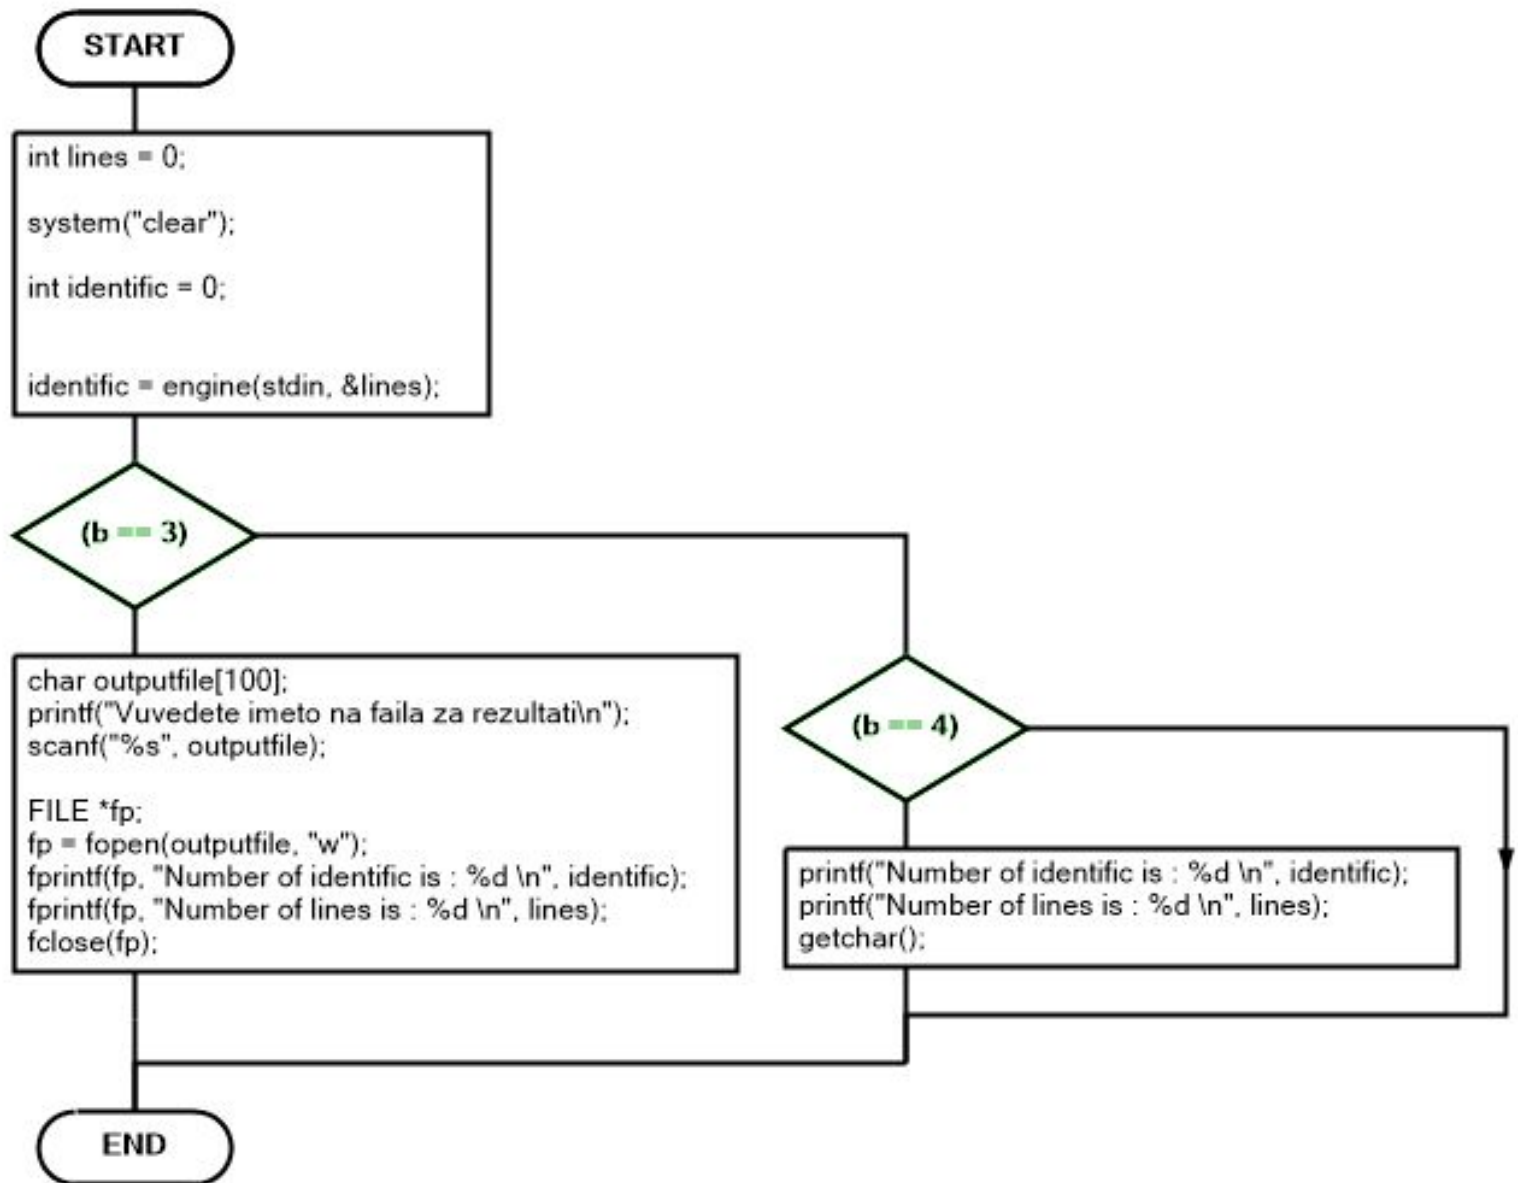 START
int lines = 0;
system("clear");
int identific = 0;
identific = engine(stdin, &lines);
(b == 3)
char outputfile[100];
printf("Vuvedete imeto na faila za rezultati\n");
scanf("%s", outputfile);
FILE *fp;
fp = fopen(outputfile, "w");
fprintf(fp, "Number of identific is : %d \n", identific);
fprintf(fp, "Number of lines is : %d \n", lines);
fclose(fp);
(b == 4)
printf("Number of identific is : %d \n", identific);
printf("Number of lines is : %d \n", lines);
getchar();
END